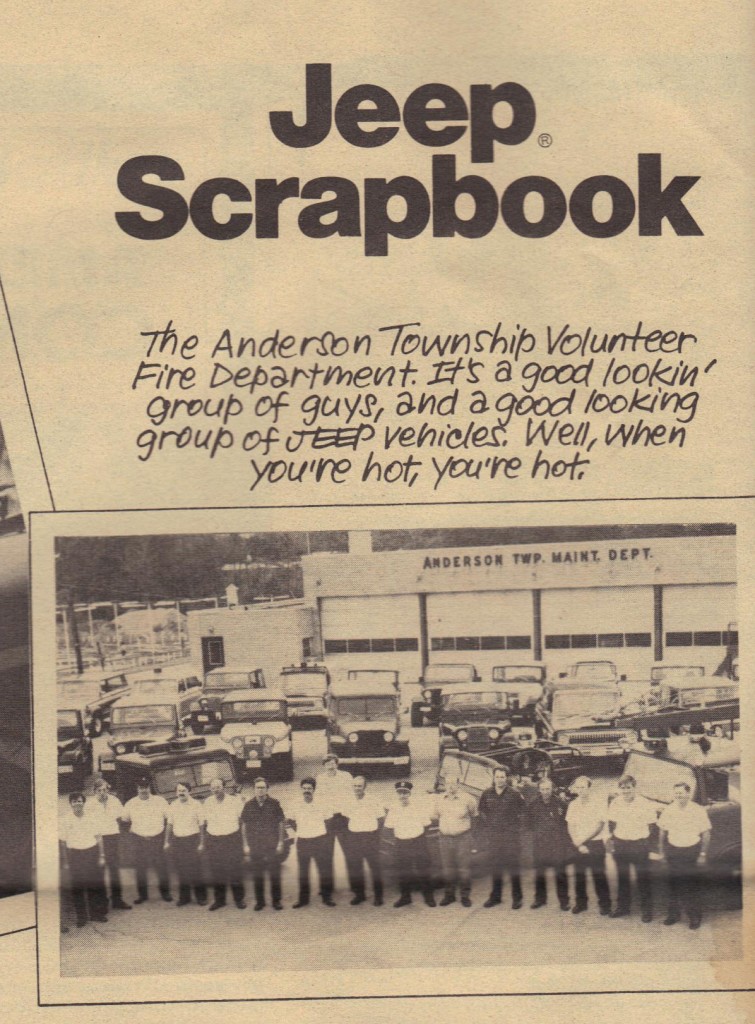 Jeep®
Scrapbook
The Anderson Township Volunteer
Fire Department. It's a good lookin'
group of guys, and a good looking
group of JEEP vehicles. Well, when
you're hot, you're hot.
ANDERSON TWP. MAINT. DEPT.